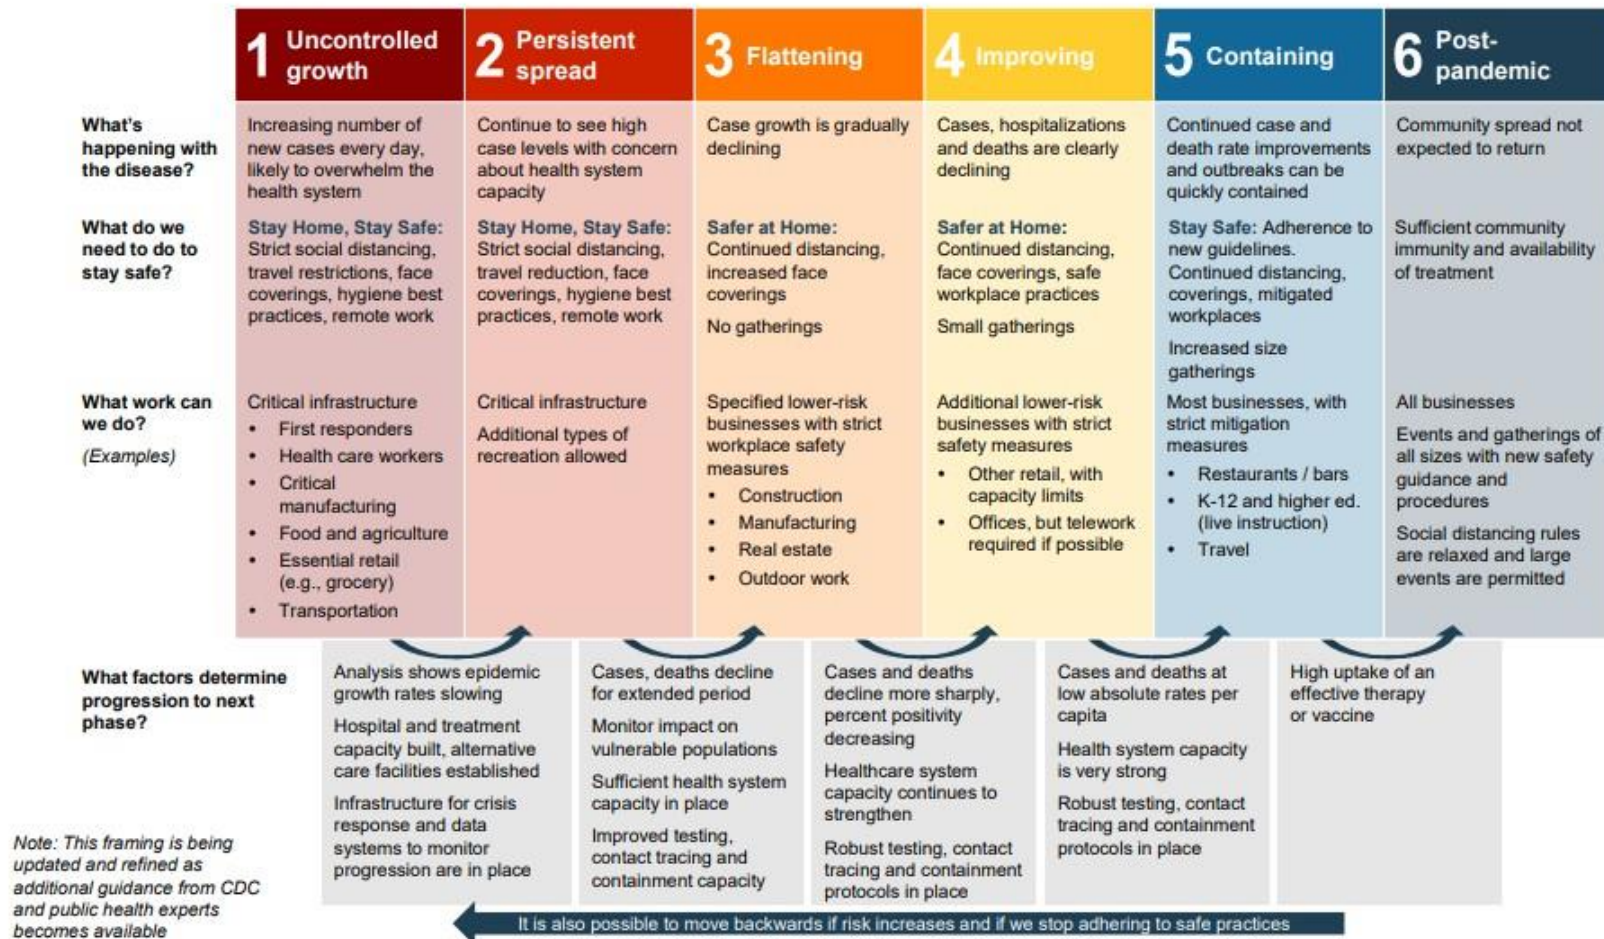 1 Uncontrolled
growth
2 Persistent
spread
3 Flattening
4 Improving
5 Containing
6 Post-
pandemic
What's
happening with
the disease?
Increasing number of
new cases every day,
likely to overwhelm the
health system
Continue to see high
case levels with concern
about health system
capacity
Case growth is gradually
declining
Cases, hospitalizations
and deaths are clearly
declining
Continued case and
death rate improvements
and outbreaks can be
quickly contained
Community spread not
expected to return
What do we
need to do to
stay safe?
Stay Home, Stay Safe:
Strict social distancing,
travel restrictions, face
coverings, hygiene best
practices, remote work
Stay Home, Stay Safe:
Strict social distancing,
travel reduction, face
coverings, hygiene best
practices, remote work
Safer at Home:
Continued distancing,
increased face
coverings
No gatherings
Safer at Home:
Continued distancing,
face coverings, safe
workplace practices
Small gatherings
Stay Safe: Adherence to
new guidelines.
Continued distancing,
coverings, mitigated
workplaces
Increased size
gatherings
Sufficient community
immunity and availability
of treatment
What work can
we do?
(Examples)
Critical infrastructure
• First responders
• Health care workers
• Critical
manufacturing
• Food and agriculture
• Essential retail
(e.g., grocery)
• Transportation
Critical infrastructure
Additional types of
recreation allowed
Specified lower-risk
businesses with strict
workplace safety
measures
• Construction
• Manufacturing
• Real estate
• Outdoor work
Additional lower-risk
businesses with strict
safety measures
• Other retail, with
capacity limits
• Offices, but telework
required if possible
Most businesses, with
strict mitigation
measures
• Restaurants / bars
• K-12 and higher ed.
(live instruction)
• Travel
All businesses
Events and gatherings of
all sizes with new safety
guidance and
procedures
Social distancing rules
are relaxed and large
events are permitted
What factors determine
progression to next
phase?
Analysis shows epidemic
growth rates slowing
Hospital and treatment
capacity built, alternative
care facilities established
Infrastructure for crisis
response and data
systems to monitor
progression are in place
Cases, deaths decline
for extended period
Monitor impact on
vulnerable populations
Sufficient health system
capacity in place
Improved testing,
contact tracing and
containment capacity
Cases and deaths
decline more sharply,
percent positivity
decreasing
Healthcare system
capacity continues to
strengthen
Robust testing, contact
tracing and containment
protocols in place
Cases and deaths at
low absolute rates per
capita
Health system capacity
is very strong
Robust testing, contact
tracing and containment
protocols in place
High uptake of an
effective therapy
or vaccine
Note: This framing is being
updated and refined as
additional guidance from CDC
and public health experts
becomes available
It is also possible to move backwards if risk increases and if we stop adhering to safe practices